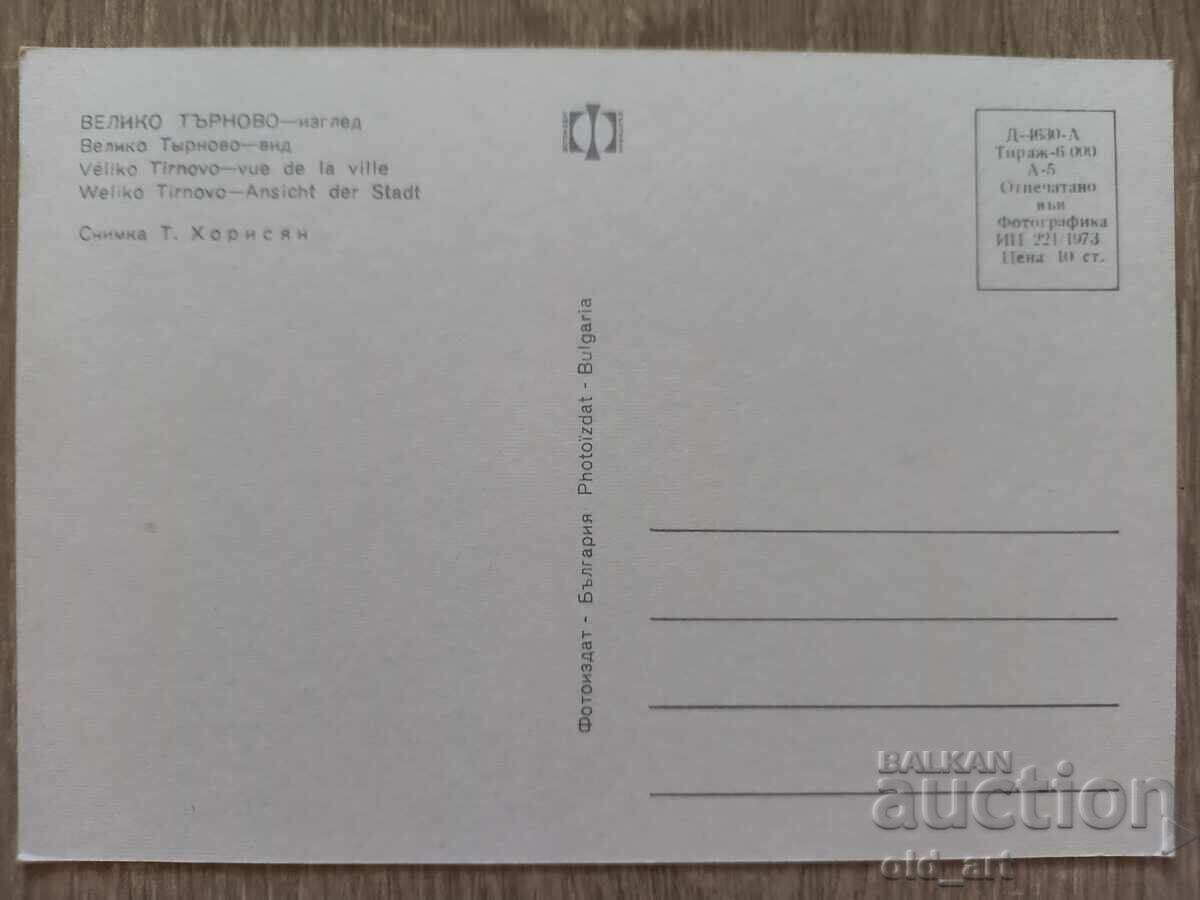 ВЕЛИКО ТЪРНОВО—изглед
Велико Тырново—вид
Véliko Tirnovo—vue de la ville
Weliko Tirnovo—Ansicht der Stadt
Снимка Т. Хорисян
Д-4630-А
Тираж-6 000
А-5
Отпечатано
във
Фотографика
ИП 221/1973
Цена 10 ст.
Фотоиздат - България Photoïzdat - Bulgaria
BALKAN
auction
old_art